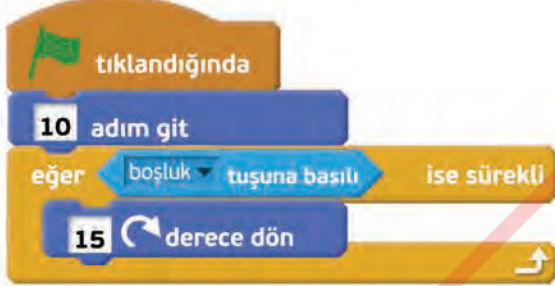 tıklandığında
10 adım git
eğer boşluk tuşuna basılı ise sürekli
15 derece dön